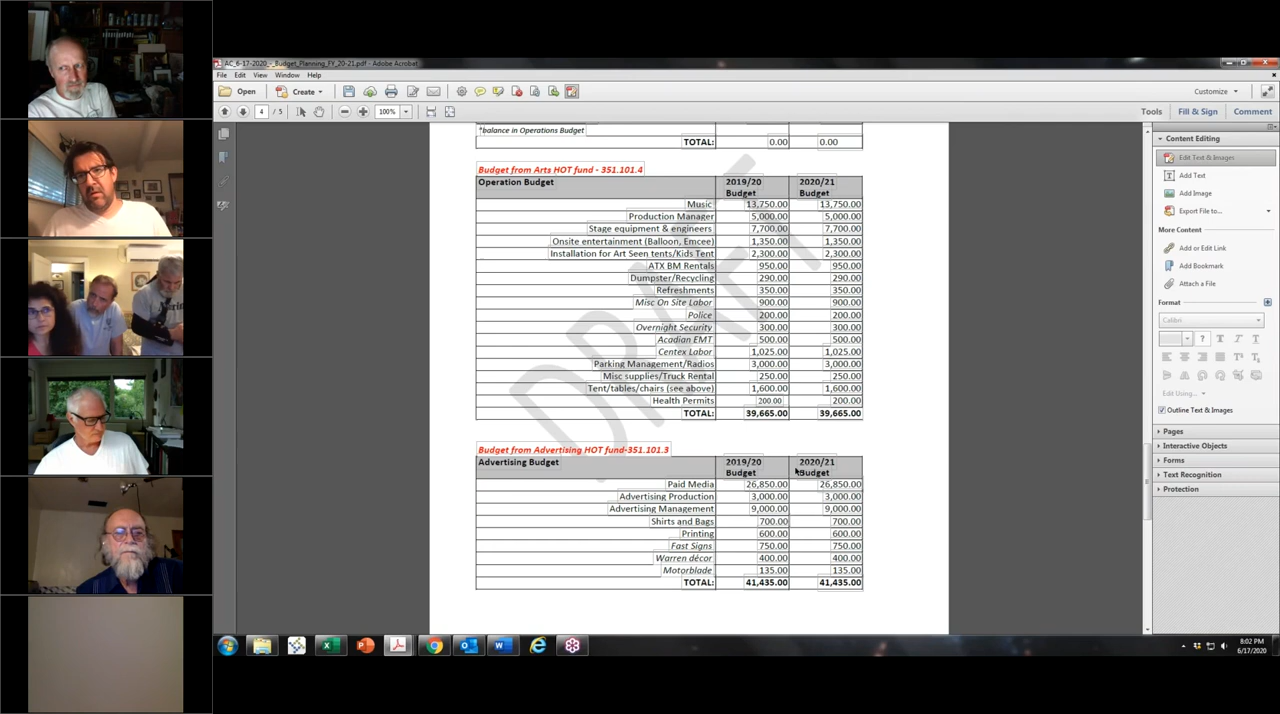 AC_6-17-2020_-_Budget_Planning_FY_20-21.pdf - Adobe Acrobat
File Edit View Window Help
Open Create Customize
4 / 5 100% Tools Fill & Sign Comment
*balance in Operations Budget
TOTAL: 0.00 0.00
Budget from Arts HOT fund - 351.101.4
Operation Budget 2019/20 Budget 2020/21 Budget
Music 13,750.00 13,750.00
Production Manager 5,000.00 5,000.00
Stage equipment & engineers 7,700.00 7,700.00
Onsite entertainment (Balloon, Emcee) 1,350.00 1,350.00
Installation for Art Seen tents/Kids Tent 2,300.00 2,300.00
ATX BM Rentals 950.00 950.00
Dumpster/Recycling 290.00 290.00
Refreshments 350.00 350.00
Misc On Site Labor 900.00 900.00
Police 200.00 200.00
Overnight Security 300.00 300.00
Acadian EMT 500.00 500.00
Centex Labor 1,025.00 1,025.00
Parking Management/Radios 3,000.00 3,000.00
Misc supplies/Truck Rental 250.00 250.00
Tent/tables/chairs (see above) 1,600.00 1,600.00
Health Permits 200.00 200.00
TOTAL: 39,665.00 39,665.00
DRAFT
Budget from Advertising HOT fund-351.101.3
Advertising Budget 2019/20 Budget 2020/21 Budget
Paid Media 26,850.00 26,850.00
Advertising Production 3,000.00 3,000.00
Advertising Management 9,000.00 9,000.00
Shirts and Bags 700.00 700.00
Printing 600.00 600.00
Fast Signs 750.00 750.00
Warren décor 400.00 400.00
Motorblade 135.00 135.00
TOTAL: 41,435.00 41,435.00
Content Editing
Edit Text & Images
Add Text
Add Image
Export File to...
More Content
Add or Edit Link
Add Bookmark
Attach a File
Format
Calibri
Edit Using...
Outline Text & Images
Pages
Interactive Objects
Forms
Text Recognition
Protection
8:02 PM
6/17/2020